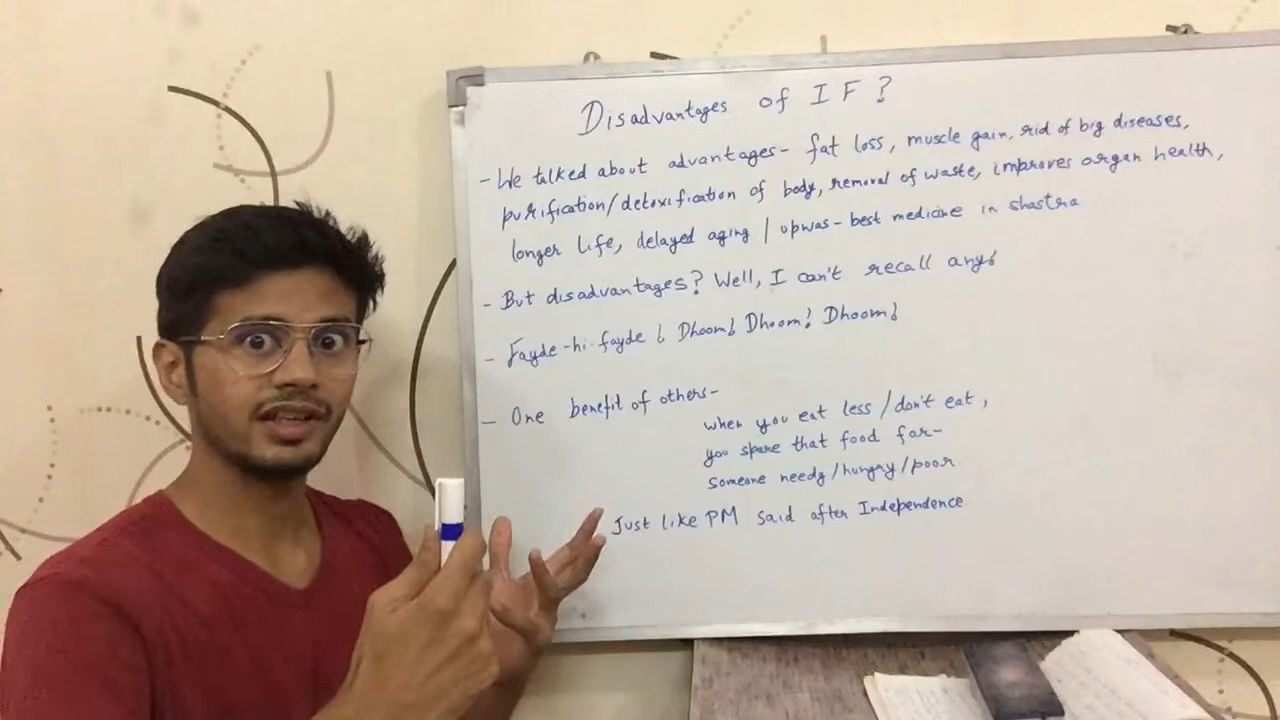 Disadvantages of IF?
- We talked about advantages- fat loss, muscle gain, rid of big diseases,
purification/detoxification of body, removal of waste, improves organ health,
longer life, delayed aging | upwas- best medicine in shastra
- But disadvantages? Well, I can't recall any!
- Fayde-hi-fayde! Dhoom! Dhoom! Dhoom!
- One benefit of others-
when you eat less/don't eat,
you spare that food for-
someone needy/hungry/poor
Just like PM said after Independence